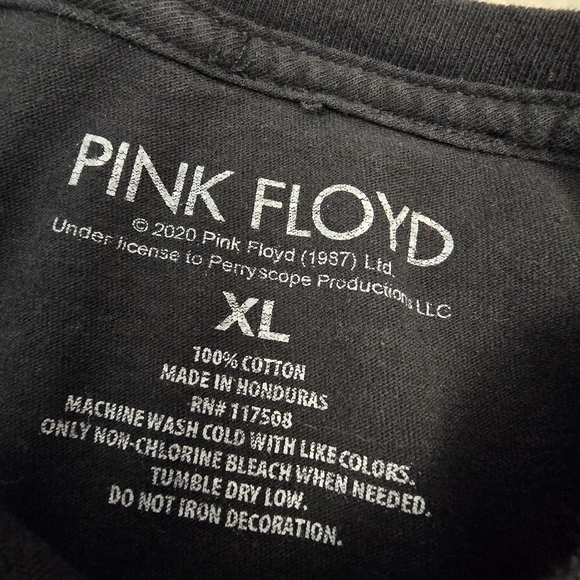 PINK FLOYD
© 2020 Pink Floyd (1987) Ltd.
Under license to Perryscope Productions LLC
XL
100% COTTON
MADE IN HONDURAS
RN# 117508
MACHINE WASH COLD WITH LIKE COLORS.
ONLY NON-CHLORINE BLEACH WHEN NEEDED.
TUMBLE DRY LOW.
DO NOT IRON DECORATION.